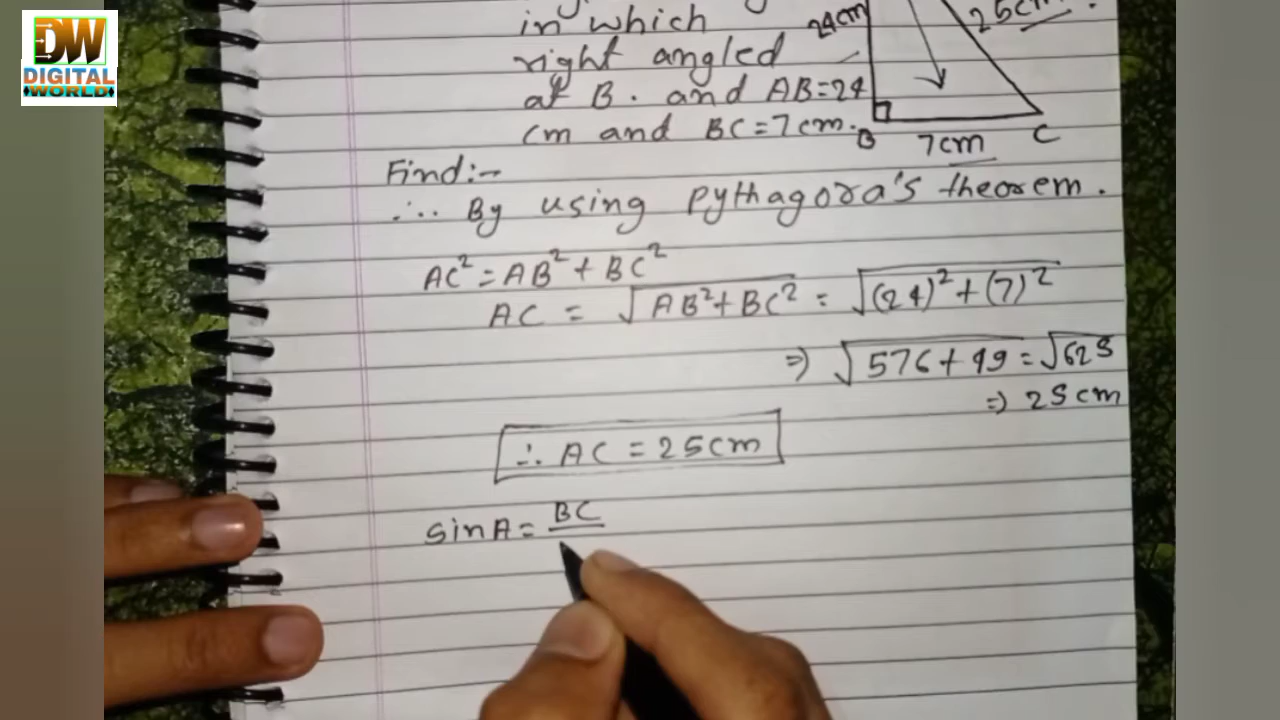 DW
DIGITAL
WORLD
in which
right angled
at B. and AB=24
cm and BC=7cm.
24cm
25cm
B
7cm
C
Find:-
∴ By using pythagora's theorem.
AC²=AB²+BC²
AC = √AB²+BC² = √(24)²+(7)²
⇒ √576+49 = √625
⇒ 25cm
∴ AC = 25cm
sinA = BC